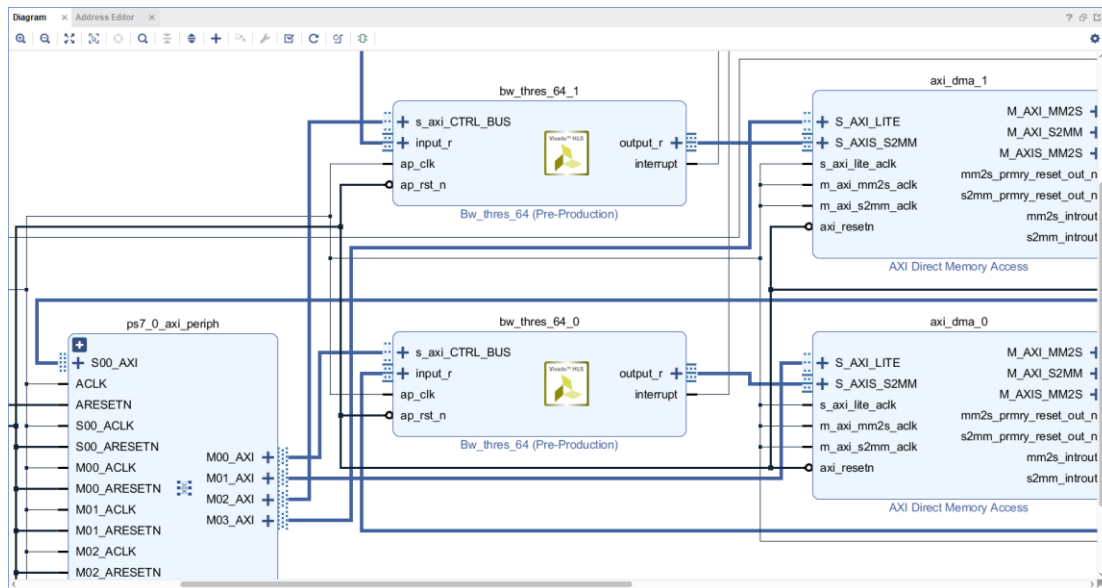 Diagram × Address Editor ×
bw_thres_64_1
s_axi_CTRL_BUS
input_r
ap_clk
ap_rst_n
output_r
interrupt
Vivado™ HLS
Bw_thres_64 (Pre-Production)
axi_dma_1
S_AXI_LITE
S_AXIS_S2MM
s_axi_lite_aclk
m_axi_mm2s_aclk
m_axi_s2mm_aclk
axi_resetn
M_AXI_MM2S
M_AXI_S2MM
M_AXIS_MM2S
mm2s_prmry_reset_out_n
s2mm_prmry_reset_out_n
mm2s_introut
s2mm_introut
AXI Direct Memory Access
ps7_0_axi_periph
S00_AXI
ACLK
ARESETN
S00_ACLK
S00_ARESETN
M00_ACLK
M00_ARESETN
M01_ACLK
M01_ARESETN
M02_ACLK
M02_ARESETN
M00_AXI
M01_AXI
M02_AXI
M03_AXI
bw_thres_64_0
s_axi_CTRL_BUS
input_r
ap_clk
ap_rst_n
output_r
interrupt
Vivado™ HLS
Bw_thres_64 (Pre-Production)
axi_dma_0
S_AXI_LITE
S_AXIS_S2MM
s_axi_lite_aclk
m_axi_mm2s_aclk
m_axi_s2mm_aclk
axi_resetn
M_AXI_MM2S
M_AXI_S2MM
M_AXIS_MM2S
mm2s_prmry_reset_out_n
s2mm_prmry_reset_out_n
mm2s_introut
s2mm_introut
AXI Direct Memory Access